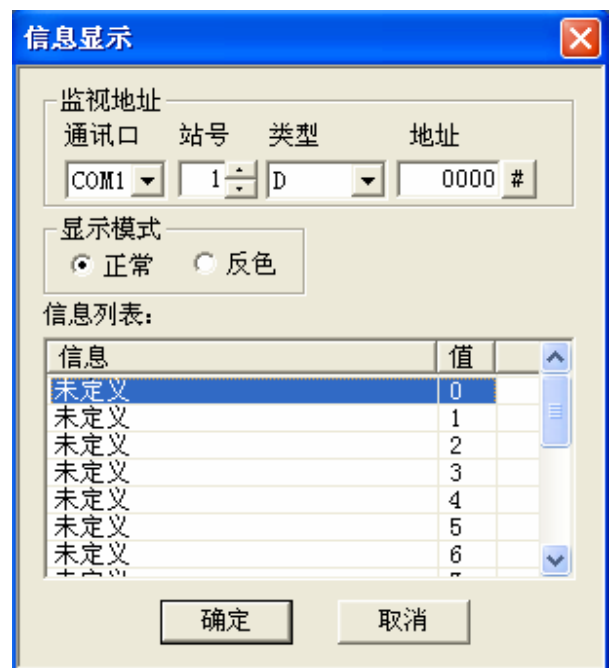 信息显示
监视地址
通讯口 站号 类型 地址
COM1 1 D 0000 #
显示模式
正常 反色
信息列表：
信息 值
未定义 0
未定义 1
未定义 2
未定义 3
未定义 4
未定义 5
未定义 6
确定 取消